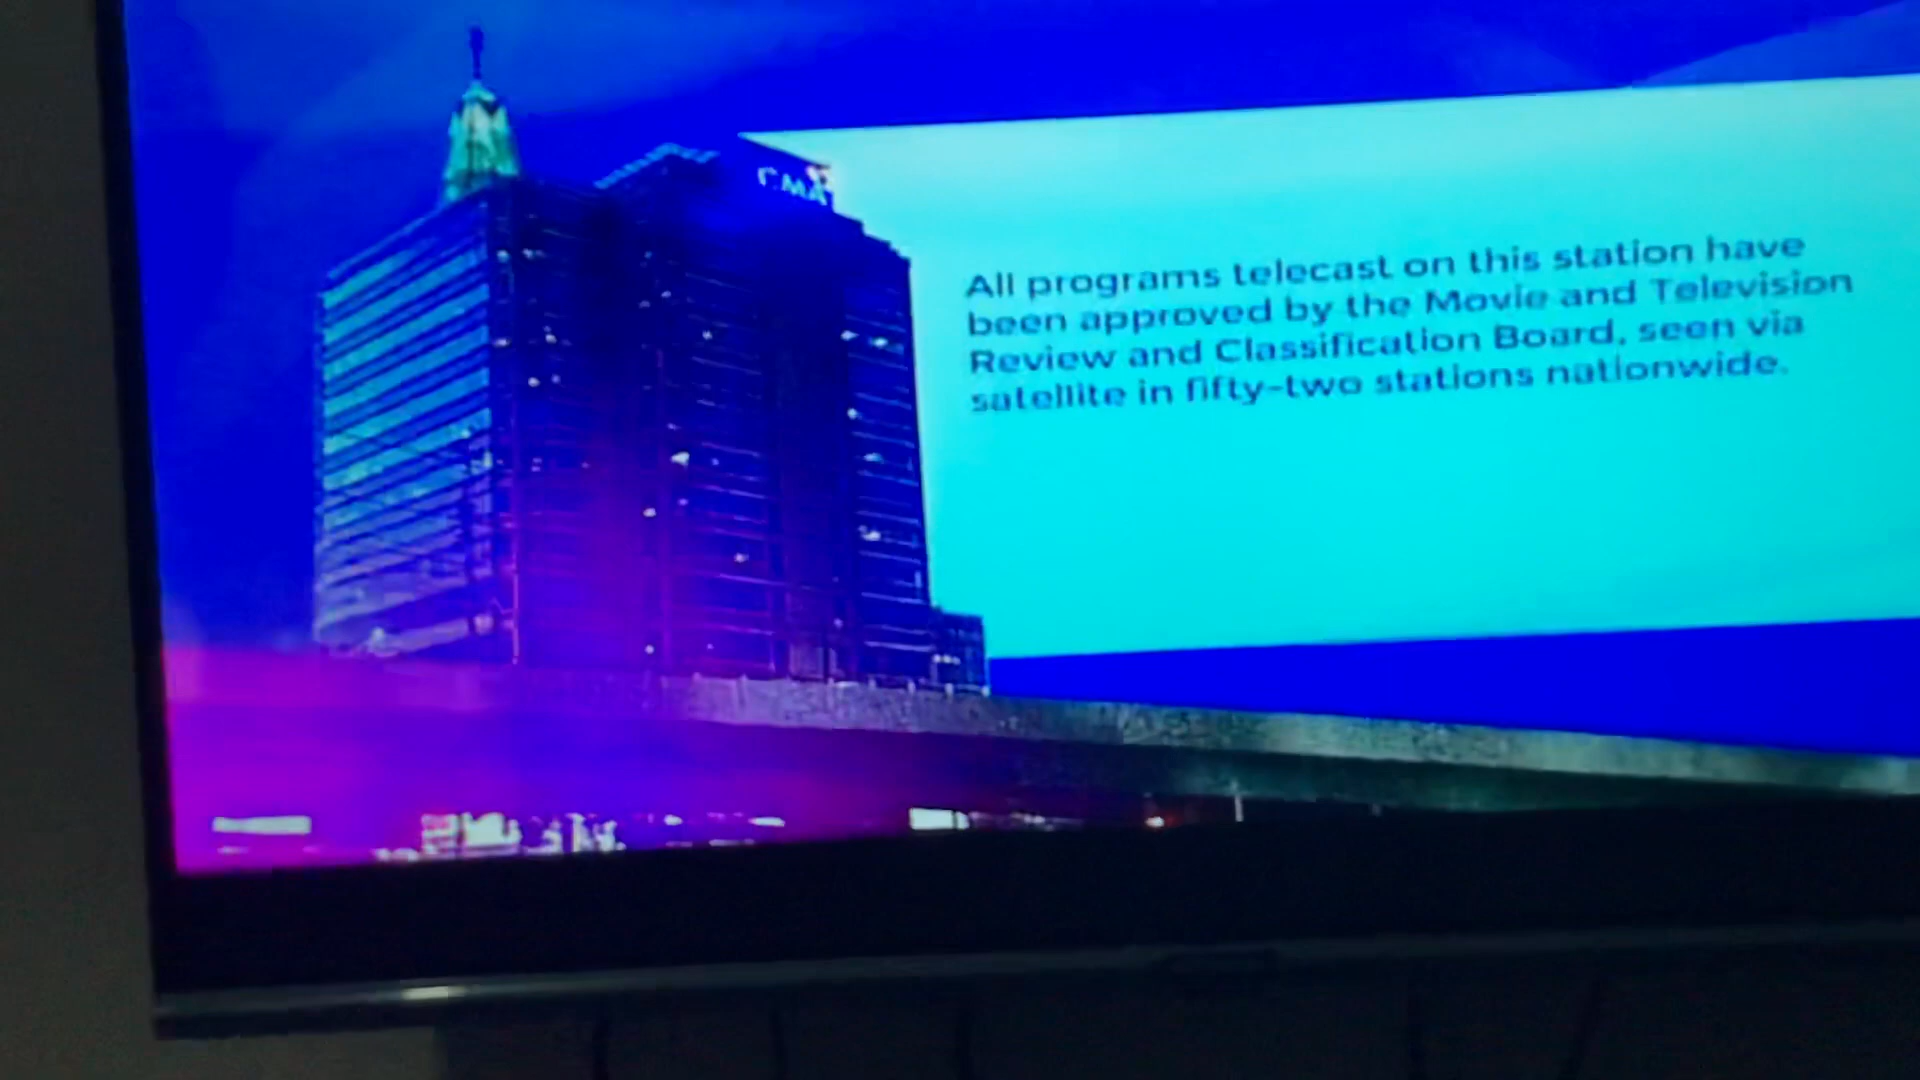 GMA
All programs telecast on this station have
been approved by the Movie and Television
Review and Classification Board, seen via
satellite in fifty-two stations nationwide.